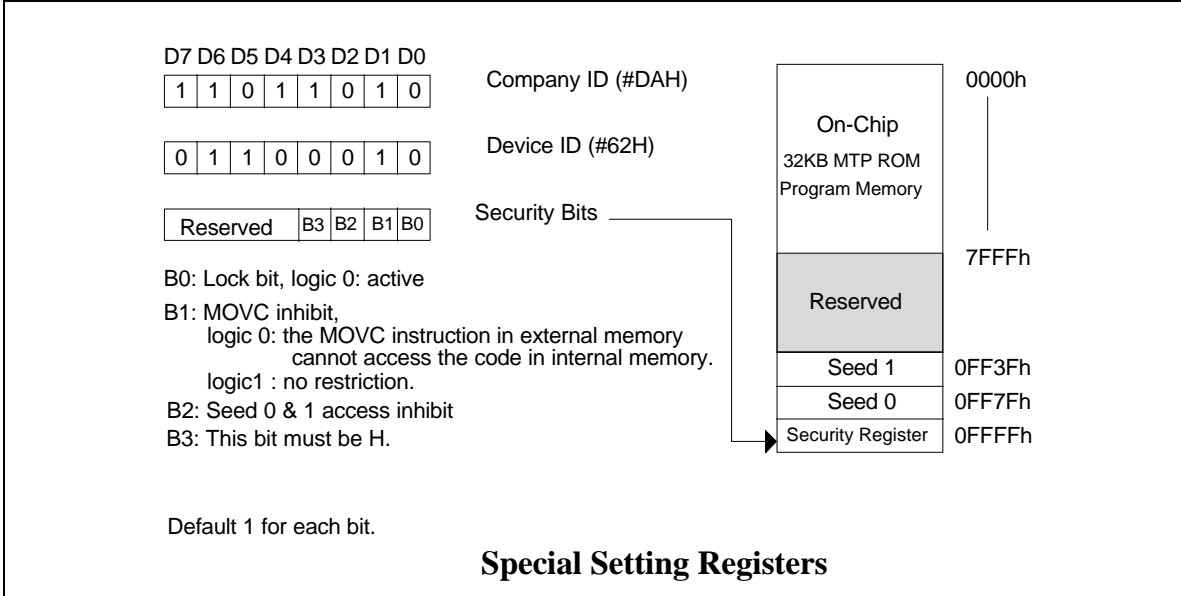 D7 D6 D5 D4 D3 D2 D1 D0
1 1 0 1 1 0 1 0
Company ID (#DAH)
0 1 1 0 0 0 1 0
Device ID (#62H)
Reserved B3 B2 B1 B0
Security Bits
B0: Lock bit, logic 0: active
B1: MOVC inhibit,
logic 0: the MOVC instruction in external memory
cannot access the code in internal memory.
logic1 : no restriction.
B2: Seed 0 & 1 access inhibit
B3: This bit must be H.
Default 1 for each bit.
On-Chip
32KB MTP ROM
Program Memory
0000h
7FFFh
Reserved
Seed 1
0FF3Fh
Seed 0
0FF7Fh
Security Register
0FFFFh
Special Setting Registers